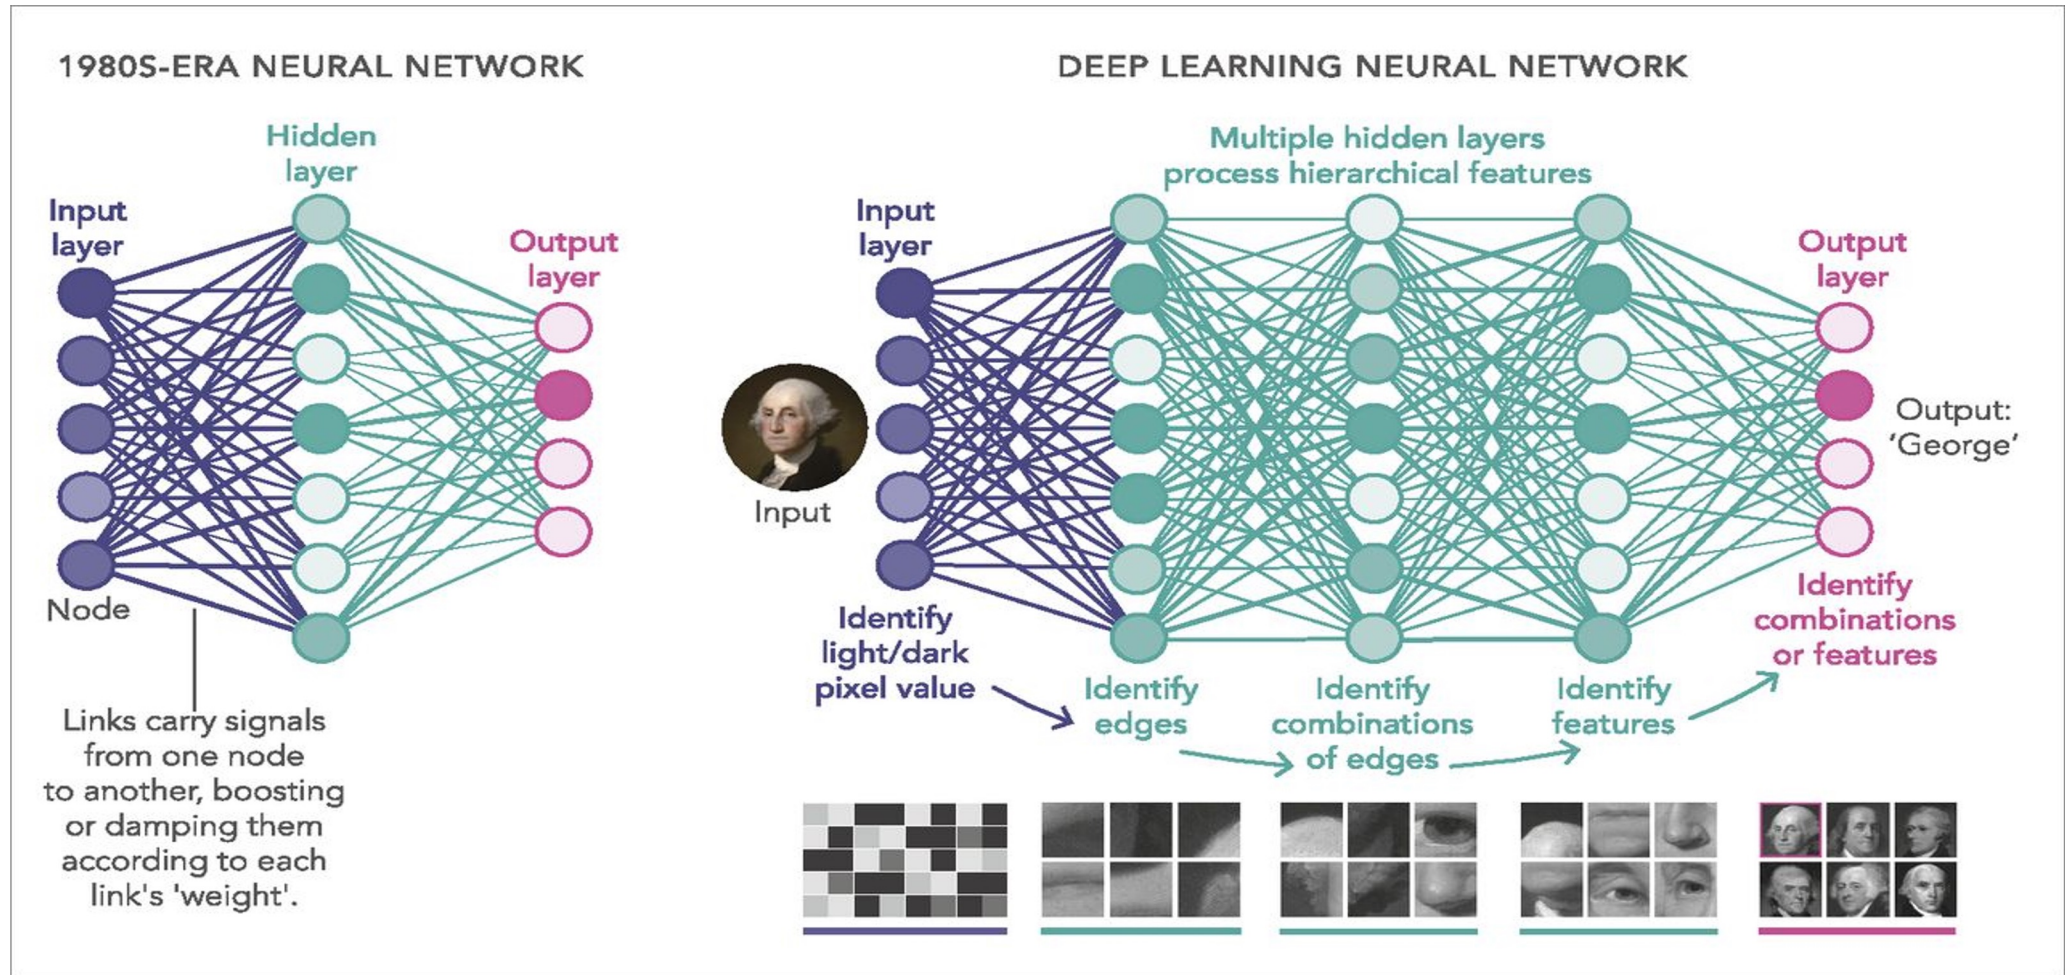 1980S-ERA NEURAL NETWORK
Hidden
layer
Input
layer
Output
layer
Node
Links carry signals
from one node
to another, boosting
or damping them
according to each
link's 'weight'.
DEEP LEARNING NEURAL NETWORK
Multiple hidden layers
process hierarchical features
Input
layer
Output
layer
Input
Output:
‘George’
Identify
light/dark
pixel value
Identify
edges
Identify
combinations
of edges
Identify
features
Identify
combinations
or features